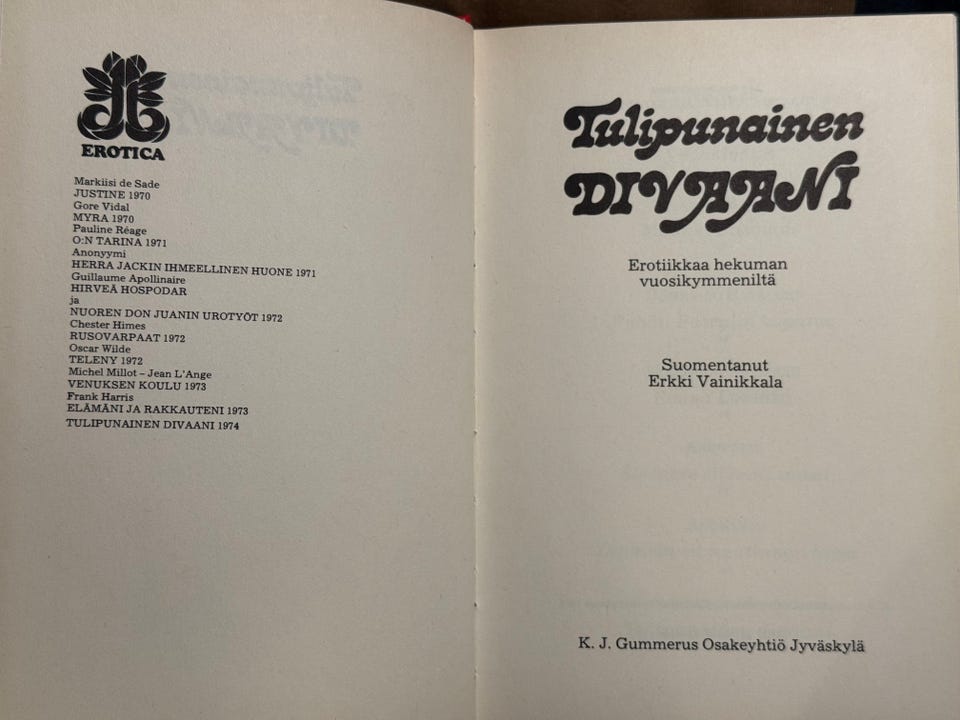 EROTICA
Markiisi de Sade
JUSTINE 1970
Gore Vidal
MYRA 1970
Pauline Réage
O:N TARINA 1971
Anonyymi
HERRA JACKIN IHMEELLINEN HUONE 1971
Guillaume Apollinaire
HIRVEÄ HOSPODAR
ja
NUOREN DON JUANIN UROTYÖT 1972
Chester Himes
RUSOVARPAAT 1972
Oscar Wilde
TELENY 1972
Michel Millot – Jean L'Ange
VENUKSEN KOULU 1973
Frank Harris
ELÄMÄNI JA RAKKAUTENI 1973
TULIPUNAINEN DIVAANI 1974
Tulipunainen
DIVAANI
Erotiikkaa hekuman
vuosikymmeniltä
Suomentanut
Erkki Vainikkala
K. J. Gummerus Osakeyhtiö Jyväskylä